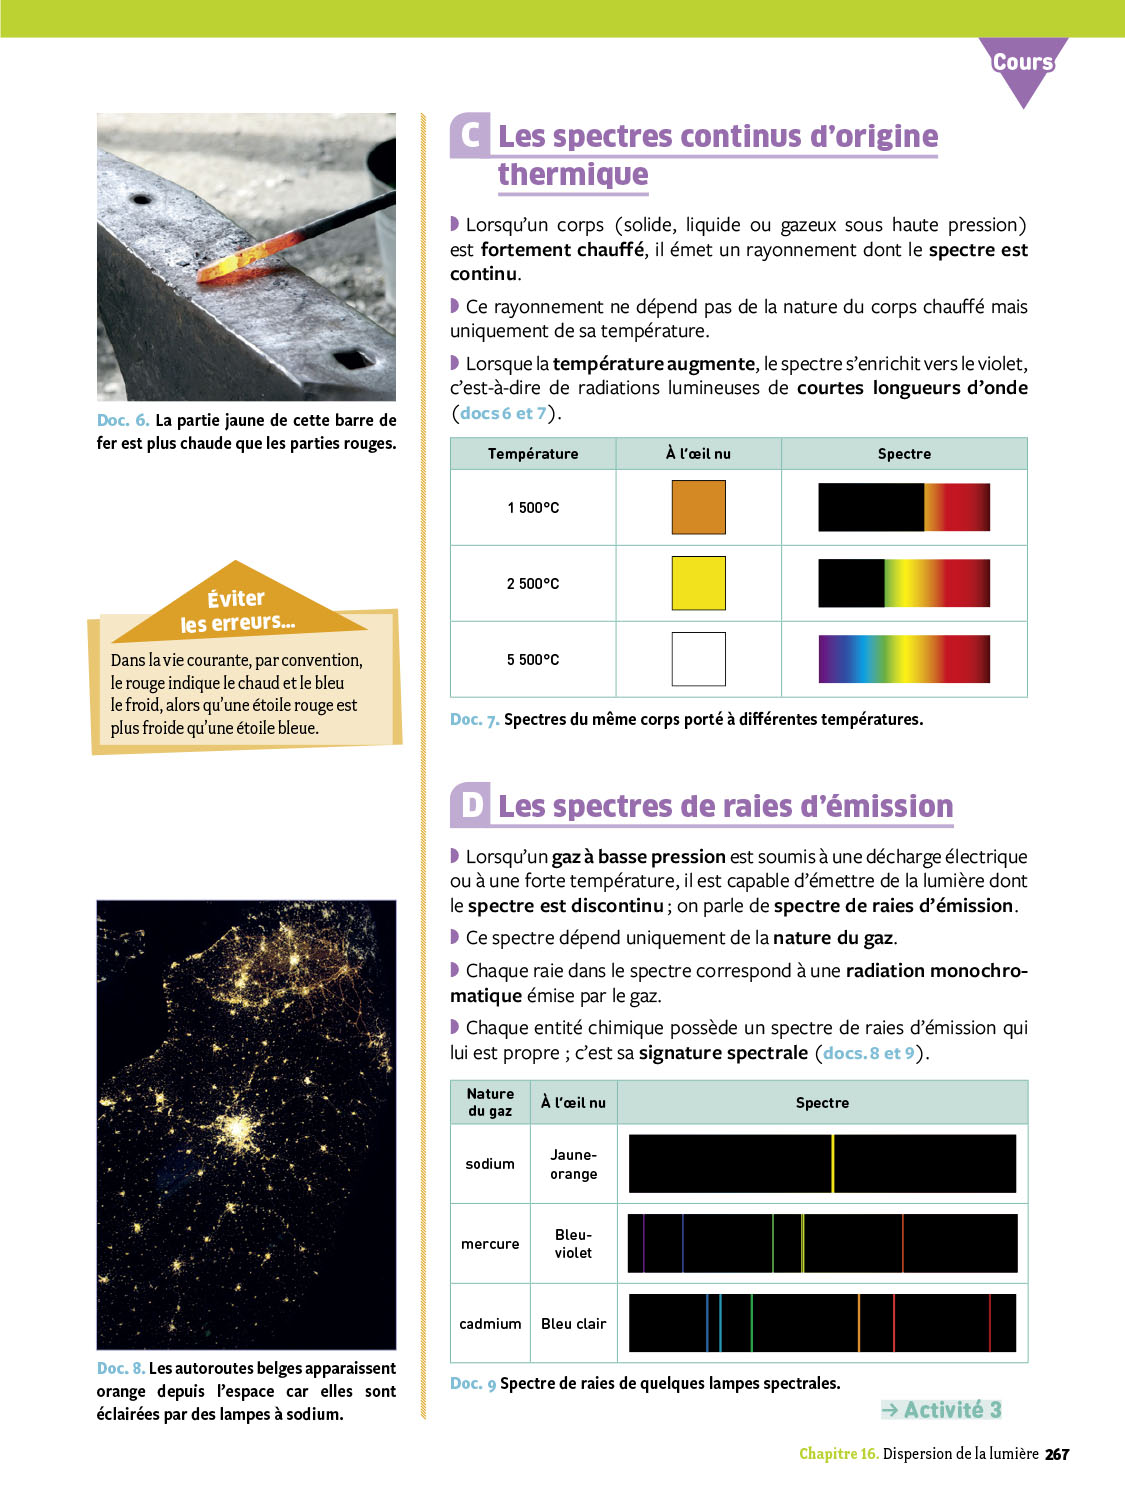 Cours
C Les spectres continus d’origine
thermique
◗ Lorsqu’un corps (solide, liquide ou gazeux sous haute pression)
est fortement chauffé, il émet un rayonnement dont le spectre est
continu.
◗ Ce rayonnement ne dépend pas de la nature du corps chauffé mais
uniquement de sa température.
◗ Lorsque la température augmente, le spectre s’enrichit vers le violet,
c’est-à-dire de radiations lumineuses de courtes longueurs d’onde
(docs 6 et 7).
Température À l’œil nu Spectre
1 500°C
2 500°C
5 500°C
Doc. 7. Spectres du même corps porté à différentes températures.
Doc. 6. La partie jaune de cette barre de
fer est plus chaude que les parties rouges.
Éviter
les erreurs...
Dans la vie courante, par convention,
le rouge indique le chaud et le bleu
le froid, alors qu’une étoile rouge est
plus froide qu’une étoile bleue.
D Les spectres de raies d’émission
◗ Lorsqu’un gaz à basse pression est soumis à une décharge électrique
ou à une forte température, il est capable d’émettre de la lumière dont
le spectre est discontinu ; on parle de spectre de raies d’émission.
◗ Ce spectre dépend uniquement de la nature du gaz.
◗ Chaque raie dans le spectre correspond à une radiation monochro-
matique émise par le gaz.
◗ Chaque entité chimique possède un spectre de raies d’émission qui
lui est propre ; c’est sa signature spectrale (docs. 8 et 9).
Nature
du gaz
À l’œil nu
Spectre
sodium
Jaune-
orange
mercure
Bleu-
violet
cadmium Bleu clair
Doc. 9 Spectre de raies de quelques lampes spectrales.
→ Activité 3
Doc. 8. Les autoroutes belges apparaissent
orange depuis l’espace car elles sont
éclairées par des lampes à sodium.
Chapitre 16. Dispersion de la lumière 267